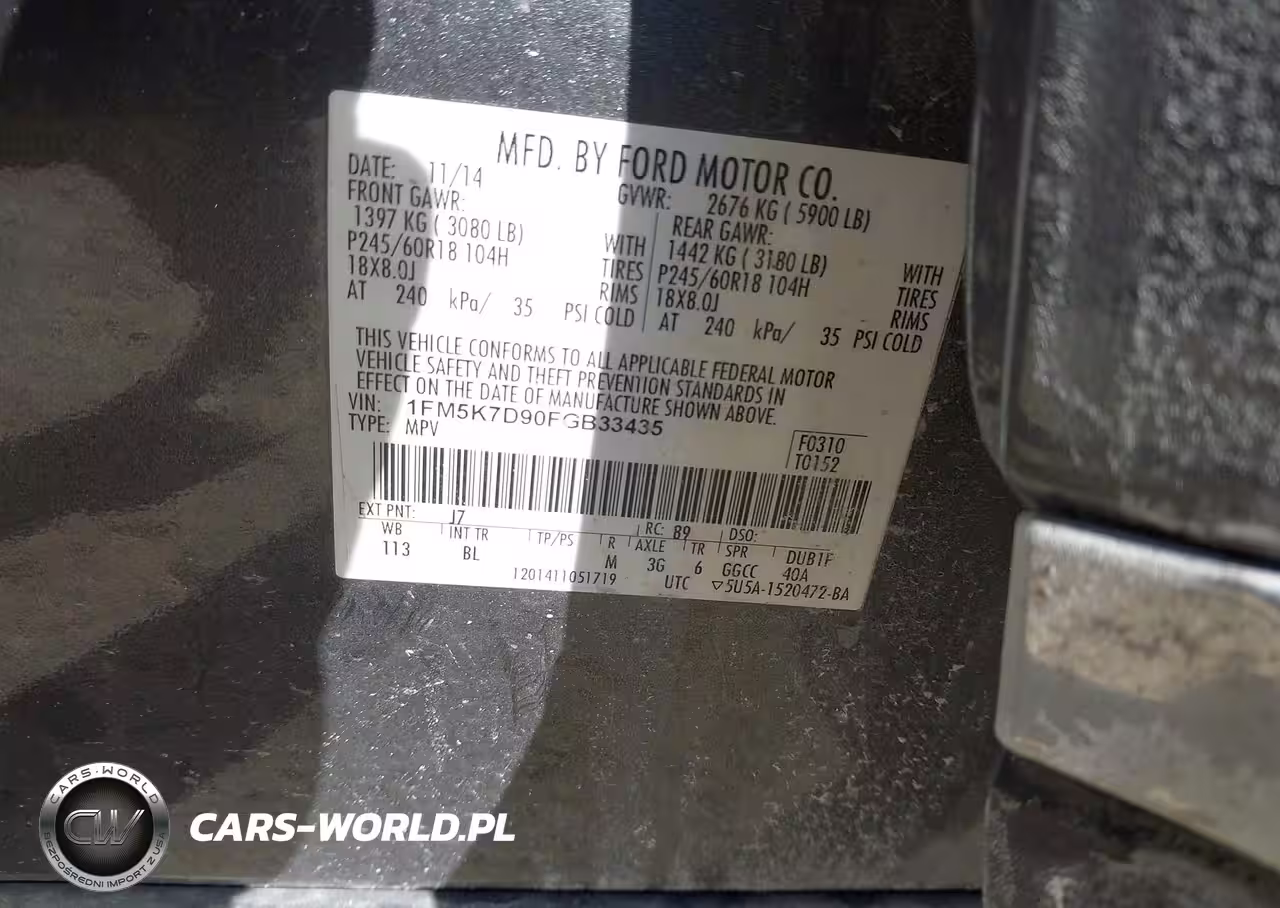 MFD. BY FORD MOTOR CO.
DATE: 11/14
GVWR: 2676 KG ( 5900 LB)
FRONT GAWR:
1397 KG ( 3080 LB) WITH
P245/60R18 104H TIRES
18X8.0J RIMS
AT 240 kPa/ 35 PSI COLD
REAR GAWR:
1442 KG ( 3180 LB) WITH
P245/60R18 104H TIRES
18X8.0J RIMS
AT 240 kPa/ 35 PSI COLD
THIS VEHICLE CONFORMS TO ALL APPLICABLE FEDERAL MOTOR
VEHICLE SAFETY AND THEFT PREVENTION STANDARDS IN
EFFECT ON THE DATE OF MANUFACTURE SHOWN ABOVE.
VIN: 1FM5K7D90FGB33435
TYPE: MPV
F0310
T0152
EXT PNT: J7 RC: 89 DSO:
WB INT TR TP/PS R AXLE TR SPR DUB1F
113 BL M 3G 6 GGCC 40A
1201411051719 UTC ▽5U5A-1520472-BA
CARS-WORLD
CW
BEZPOŚREDNI IMPORT Z USA
CARS-WORLD.PL